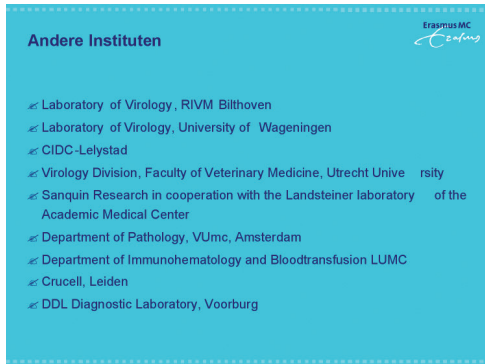 Erasmus MC
Erasmus
Andere Instituten
Laboratory of Virology, RIVM Bilthoven
Laboratory of Virology, University of Wageningen
CIDC-Lelystad
Virology Division, Faculty of Veterinary Medicine, Utrecht Unive rsity
Sanquin Research in cooperation with the Landsteiner laboratory of the
Academic Medical Center
Department of Pathology, VUmc, Amsterdam
Department of Immunohematology and Bloodtransfusion LUMC
Crucell, Leiden
DDL Diagnostic Laboratory, Voorburg